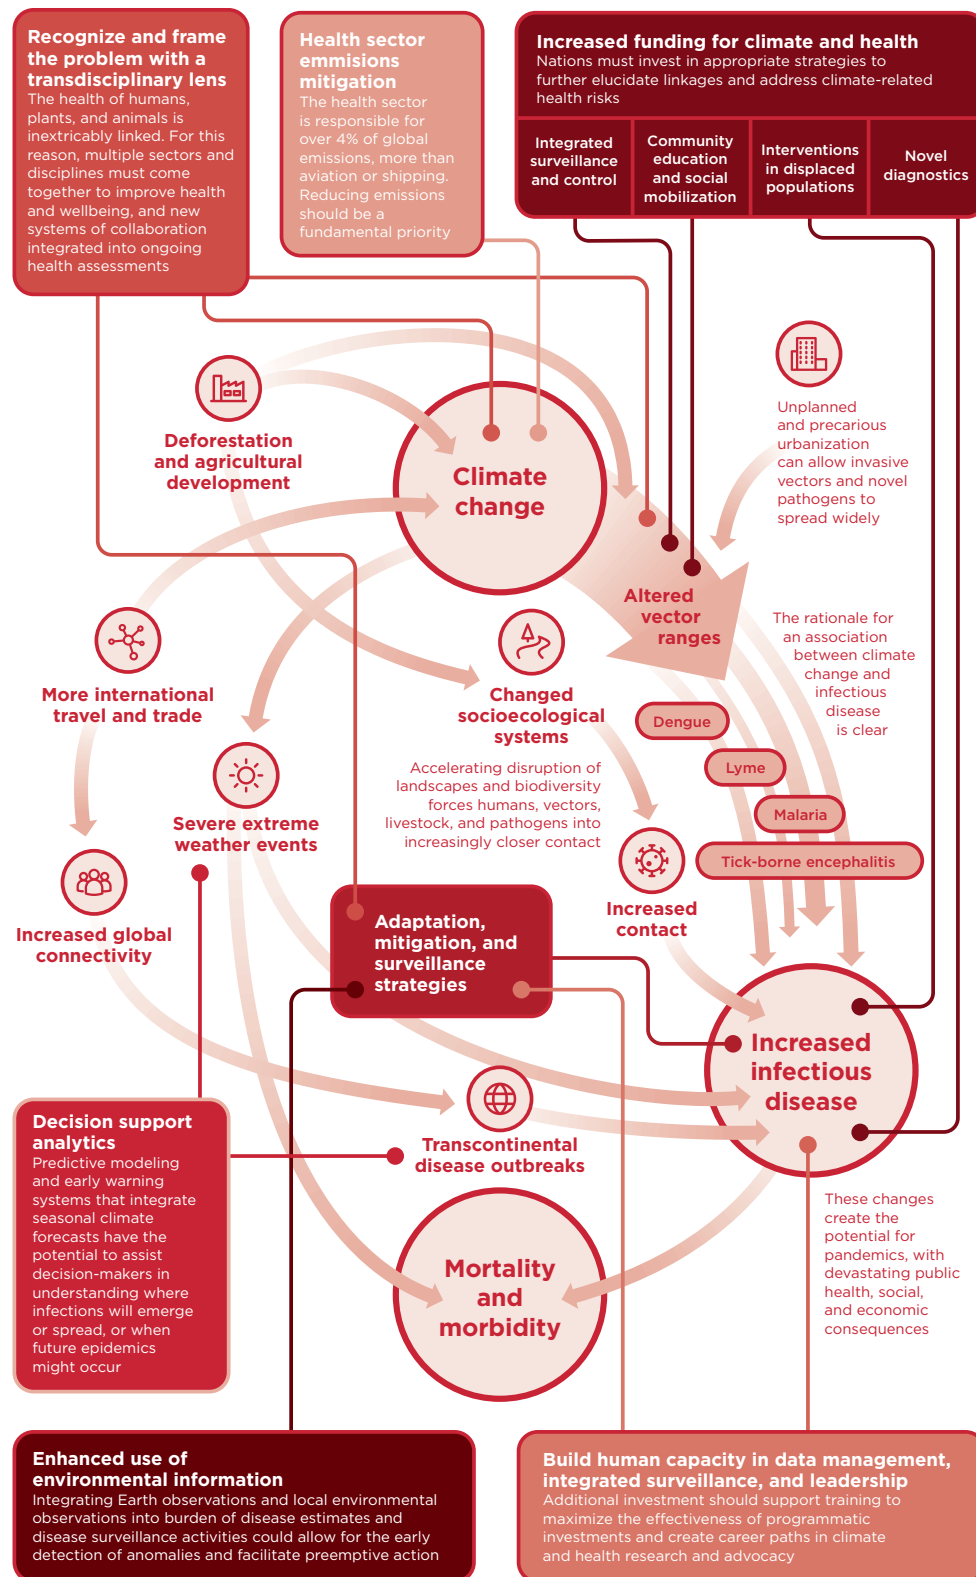 Recognize and frame
the problem with a
transdisciplinary lens
The health of humans,
plants, and animals is
inextricably linked. For this
reason, multiple sectors and
disciplines must come
together to improve health
and wellbeing, and new
systems of collaboration
integrated into ongoing
health assessments
Health sector
emmisions
mitigation
The health sector
is responsible for
over 4% of global
emissions, more than
aviation or shipping.
Reducing emissions
should be a
fundamental priority
Increased funding for climate and health
Nations must invest in appropriate strategies to
further elucidate linkages and address climate-related
health risks
Integrated
surveillance
and control
Community
education
and social
mobilization
Interventions
in displaced
populations
Novel
diagnostics
Deforestation
and agricultural
development
Climate
change
Unplanned
and precarious
urbanization
can allow invasive
vectors and novel
pathogens to
spread widely
Altered
vector
ranges
The rationale for
an association
between climate
change and
infectious
disease
is clear
More international
travel and trade
Changed
socioecological
systems
Accelerating disruption of
landscapes and biodiversity
forces humans, vectors,
livestock, and pathogens into
increasingly closer contact
Dengue
Lyme
Malaria
Tick-borne encephalitis
Severe extreme
weather events
Increased global
connectivity
Increased
contact
Adaptation,
mitigation, and
surveillance
strategies
Increased
infectious
disease
Decision support
analytics
Predictive modeling
and early warning
systems that integrate
seasonal climate
forecasts have the
potential to assist
decision-makers in
understanding where
infections will emerge
or spread, or when
future epidemics
might occur
Transcontinental
disease outbreaks
These changes
create the
potential for
pandemics, with
devastating public
health, social,
and economic
consequences
Mortality
and
morbidity
Enhanced use of
environmental information
Integrating Earth observations and local environmental
observations into burden of disease estimates and
disease surveillance activities could allow for the early
detection of anomalies and facilitate preemptive action
Build human capacity in data management,
integrated surveillance, and leadership
Additional investment should support training to
maximize the effectiveness of programmatic
investments and create career paths in climate
and health research and advocacy